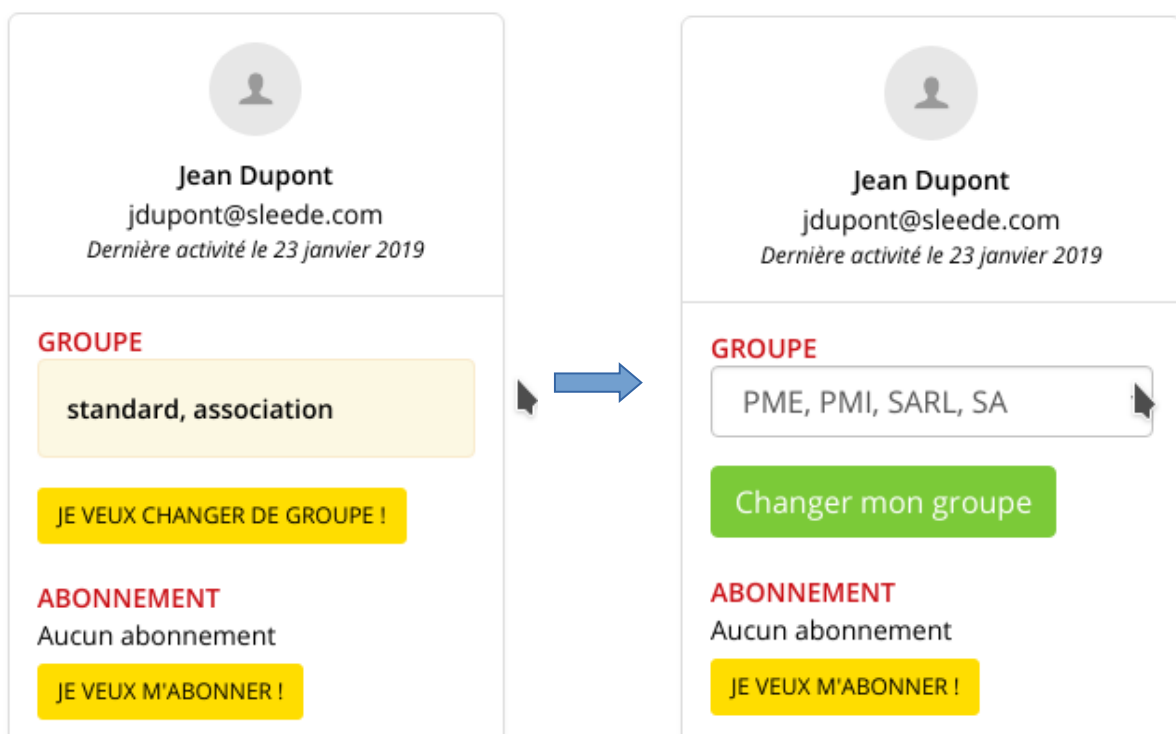 Jean Dupont
jdupont@sleede.com
Dernière activité le 23 janvier 2019
GROUPE
standard, association
JE VEUX CHANGER DE GROUPE !
ABONNEMENT
Aucun abonnement
JE VEUX M'ABONNER !
Jean Dupont
jdupont@sleede.com
Dernière activité le 23 janvier 2019
GROUPE
PME, PMI, SARL, SA
Changer mon groupe
ABONNEMENT
Aucun abonnement
JE VEUX M'ABONNER !